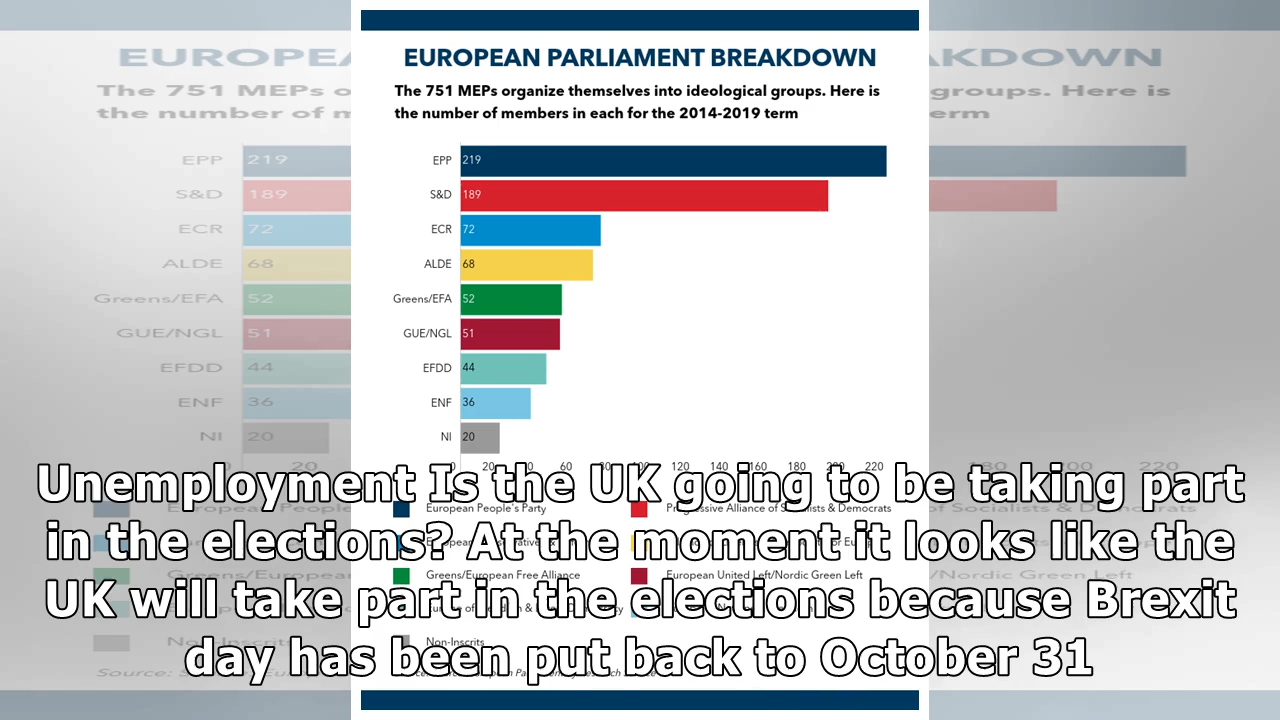 EUROPEAN PARLIAMENT BREAKDOWN
The 751 MEPs organize themselves into ideological groups. Here is
the number of members in each for the 2014-2019 term
EPP 219
S&D 189
ECR 72
ALDE 68
Greens/EFA 52
GUE/NGL 51
EFDD 44
ENF 36
NI 20
0 20 60 80 100 120 140 160 180 200 220
European People's Party
Progressive Alliance of Socialists & Democrats
Greens/European Free Alliance
European United Left/Nordic Green Left
Non-Inscrits
Unemployment Is the UK going to be taking part
in the elections? At the moment it looks like the
UK will take part in the elections because Brexit
day has been put back to October 31